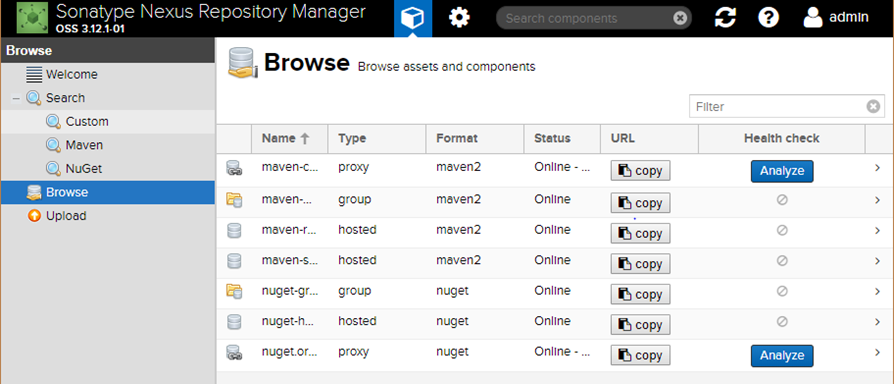 Sonatype Nexus Repository Manager
OSS 3.12.1-01
Search components
admin
Browse
Welcome
Search
Custom
Maven
NuGet
Browse
Upload
Browse Browse assets and components
Filter
Name Type Format Status URL Health check
maven-c... proxy maven2 Online - ... copy Analyze
maven-... group maven2 Online copy
maven-r... hosted maven2 Online copy
maven-s... hosted maven2 Online copy
nuget-gr... group nuget Online copy
nuget-h... hosted nuget Online copy
nuget.or... proxy nuget Online - ... copy Analyze